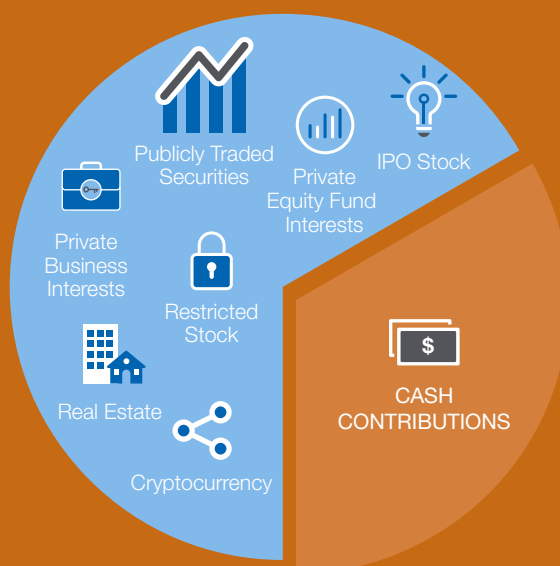 Publicly Traded
Securities
Private
Equity Fund
Interests
IPO Stock
Private
Business
Interests
Restricted
Stock
Real Estate
Cryptocurrency
$
CASH
CONTRIBUTIONS